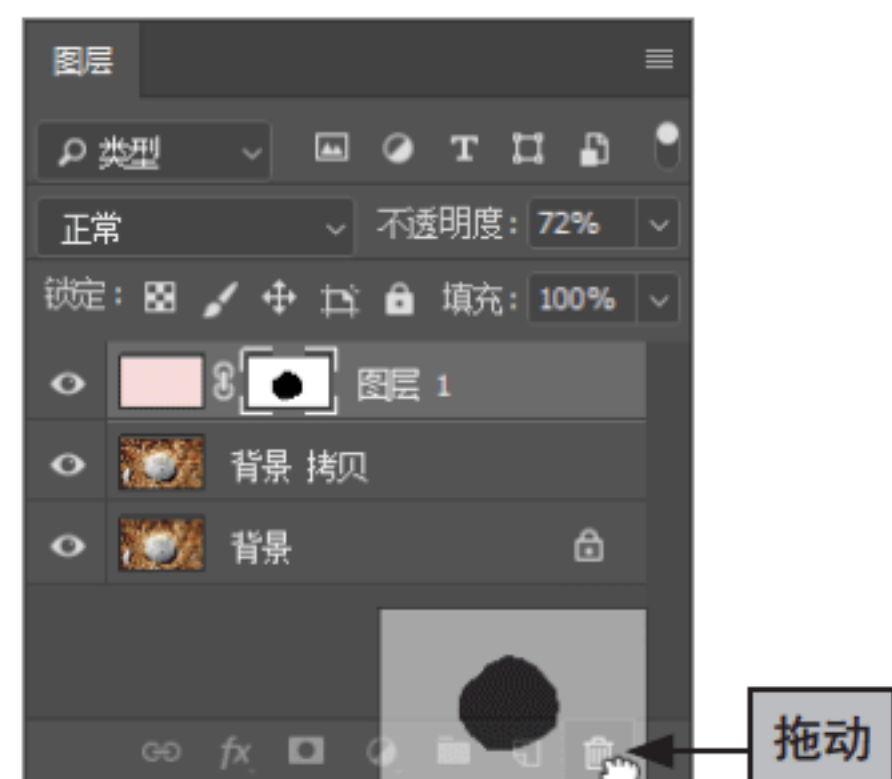 图层
类型 T
正常 不透明度: 72%
锁定: 填充: 100%
图层 1
背景 拷贝
背景
fx
拖动